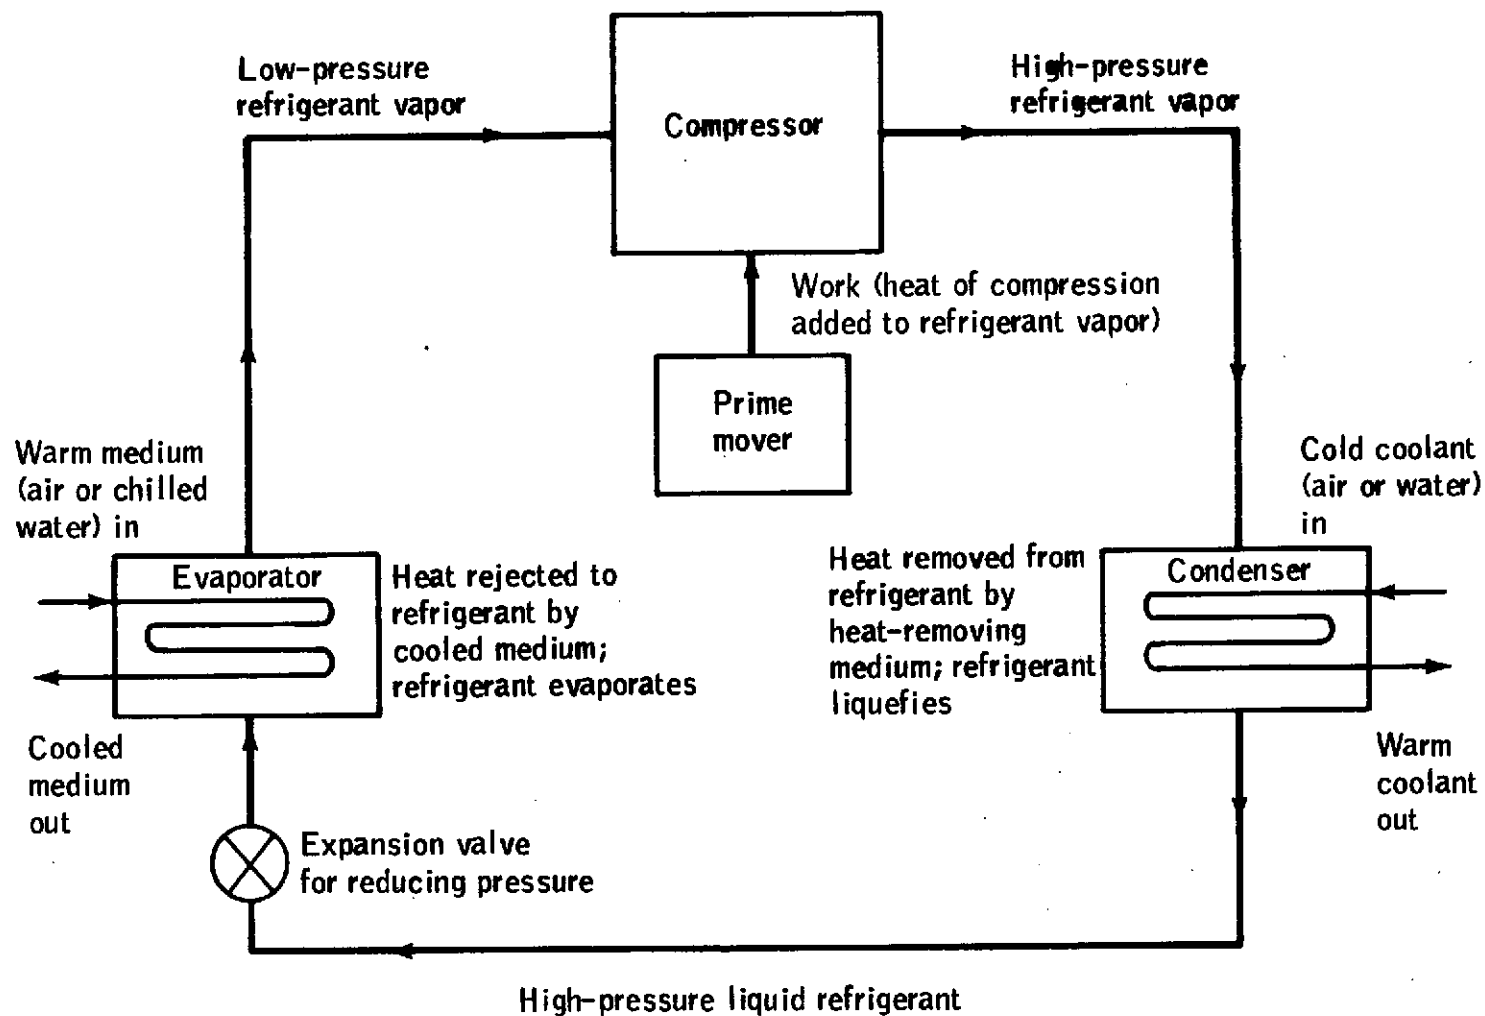 Low-pressure
refrigerant vapor
Compressor
High-pressure
refrigerant vapor
Work (heat of compression
added to refrigerant vapor)
Prime
mover
Warm medium
(air or chilled
water) in
Cold coolant
(air or water)
in
Evaporator
Heat rejected to
refrigerant by
cooled medium;
refrigerant evaporates
Heat removed from
refrigerant by
heat-removing
medium; refrigerant
liquefies
Condenser
Cooled
medium
out
Warm
coolant
out
Expansion valve
for reducing pressure
High-pressure liquid refrigerant